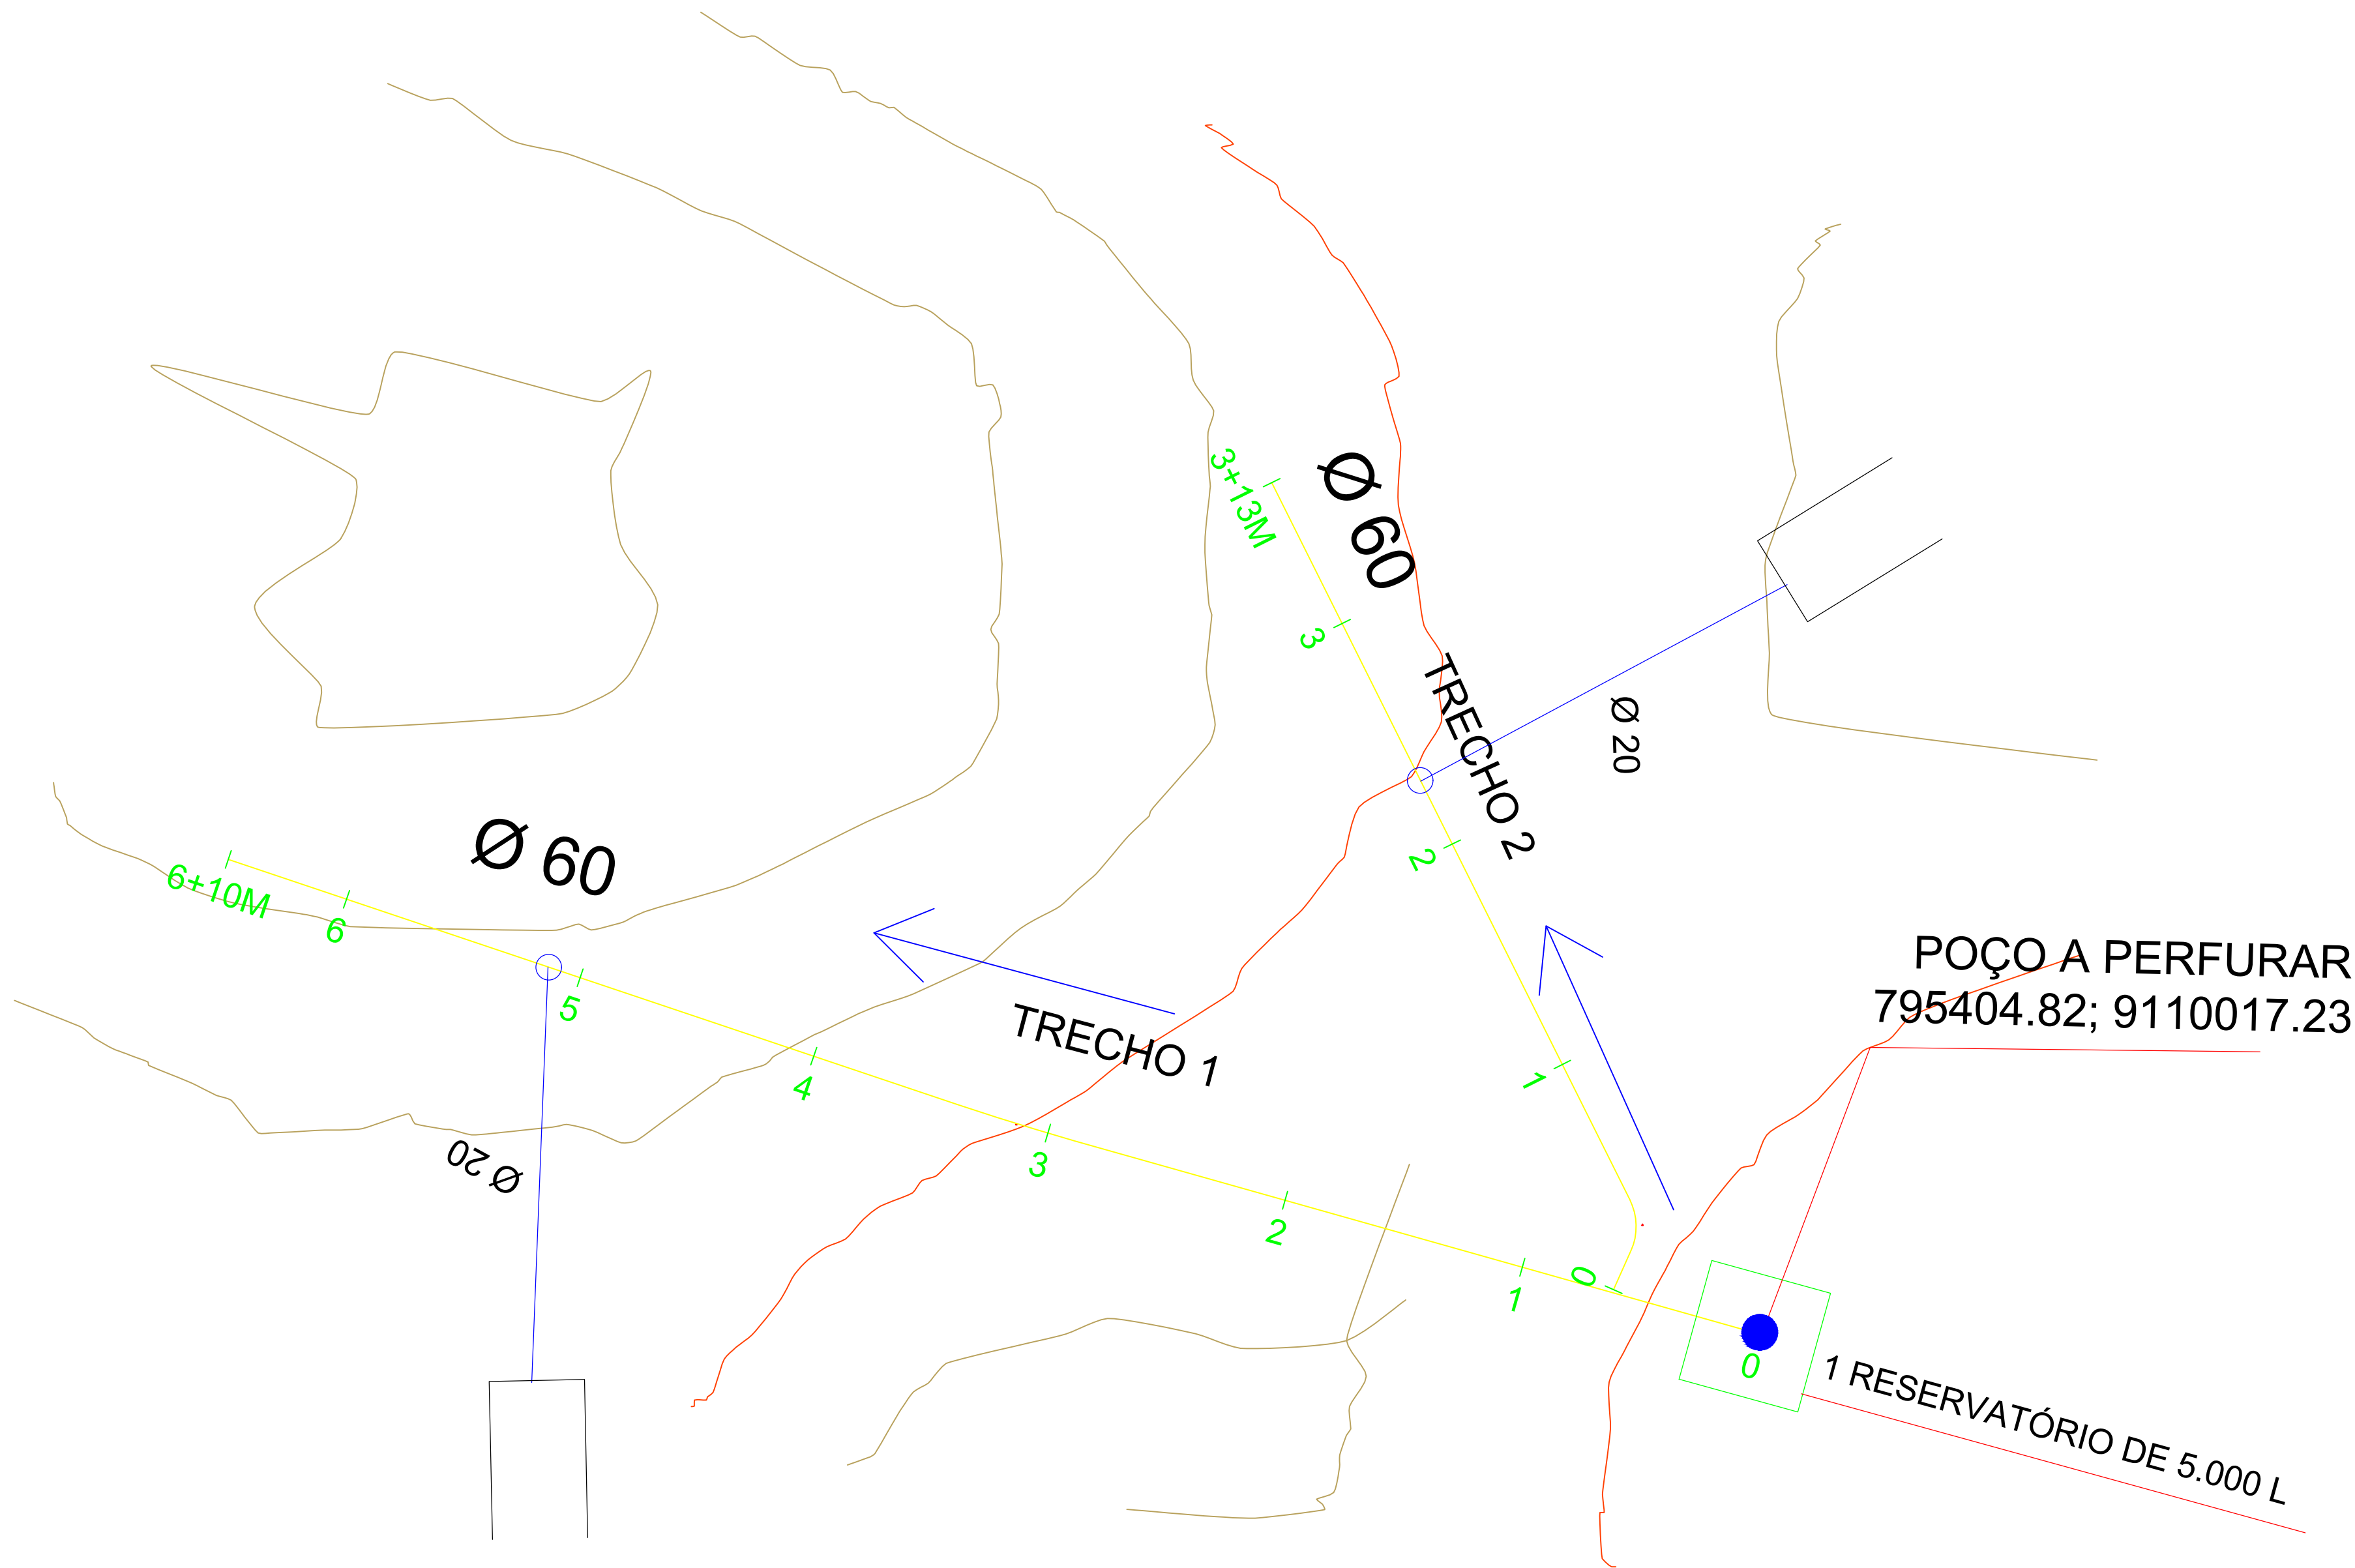 3+13M
Ø 60
3
TRECHO 2
Ø 20
2
1
0
Ø 60
6+10M
6
5
4
TRECHO 1
3
2
1
0
Ø 20
POÇO A PERFURAR
795404.82; 9110017.23
1 RESERVATÓRIO DE 5.000 L